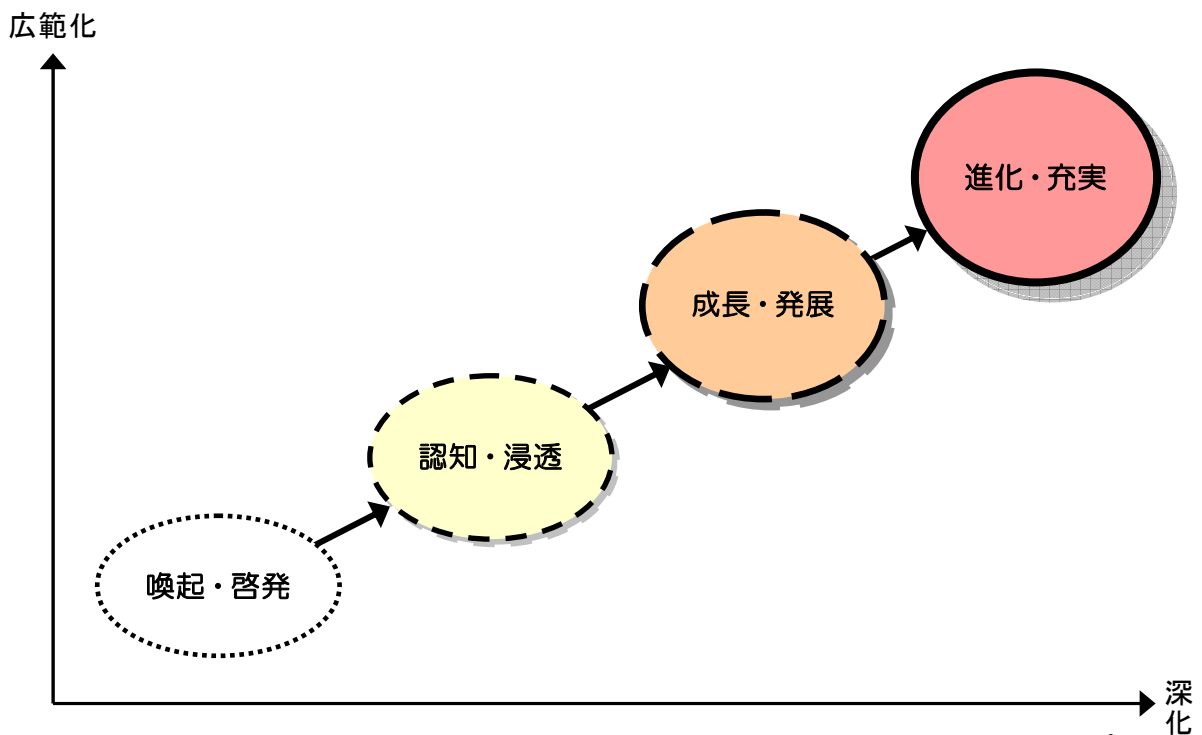 広範化
進化・充実
成長・発展
認知・浸透
喚起・啓発
深化